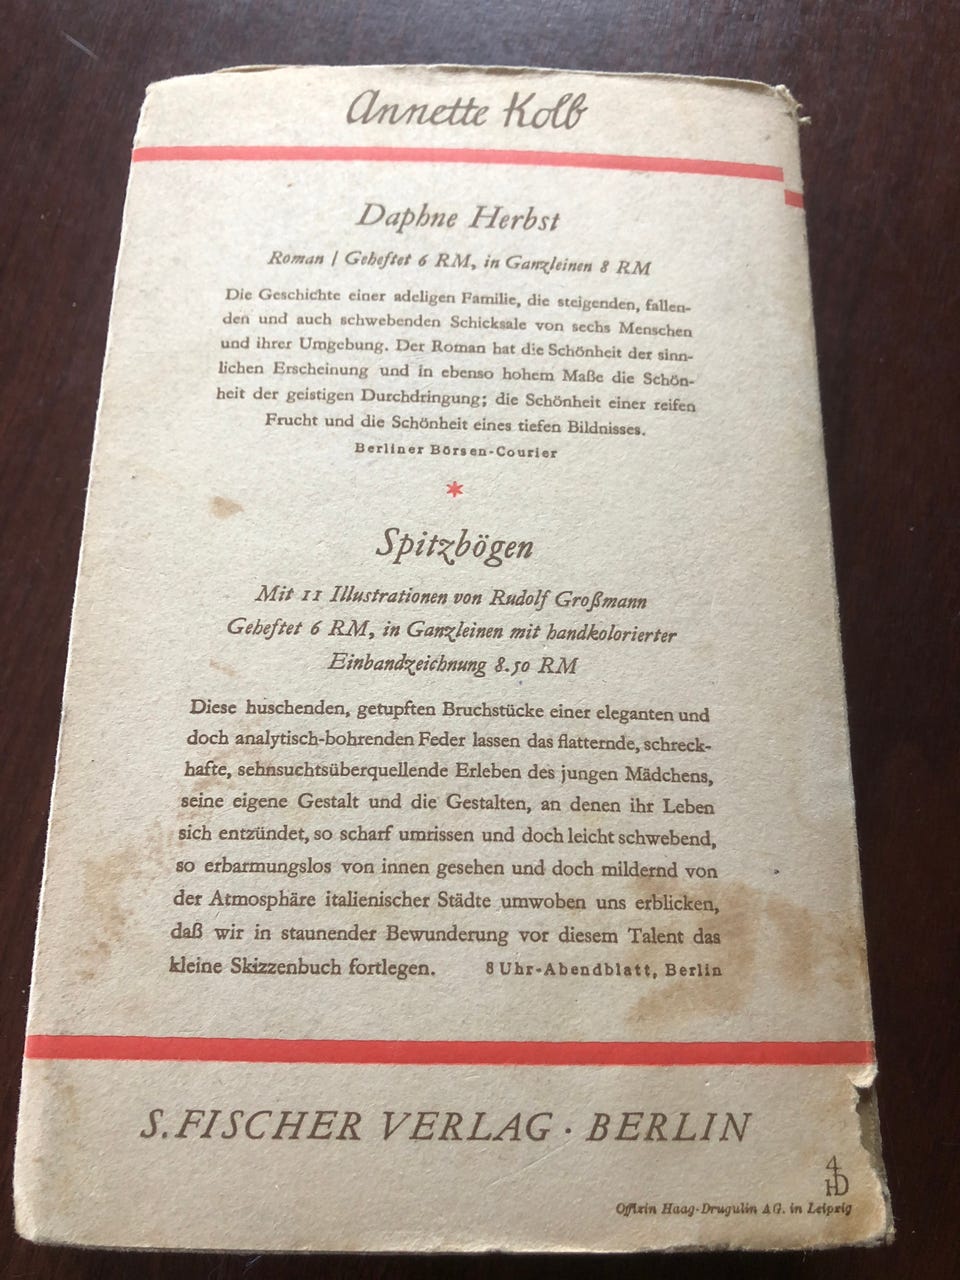 Annette Kolb
Daphne Herbst
Roman / Geheftet 6 RM, in Ganzleinen 8 RM
Die Geschichte einer adeligen Familie, die steigenden, fallen-
den und auch schwebenden Schicksale von sechs Menschen
und ihrer Umgebung. Der Roman hat die Schönheit der sinn-
lichen Erscheinung und in ebenso hohem Maße die Schön-
heit der geistigen Durchdringung; die Schönheit einer reifen
Frucht und die Schönheit eines tiefen Bildnisses.
Berliner Börsen-Courier
*
Spitzbögen
Mit 11 Illustrationen von Rudolf Großmann
Geheftet 6 RM, in Ganzleinen mit handkolorierter
Einbandzeichnung 8.50 RM
Diese huschenden, getupften Bruchstücke einer eleganten und
doch analytisch-bohrenden Feder lassen das flatternde, schreck-
hafte, sehnsuchtsüberquellende Erleben des jungen Mädchens,
seine eigene Gestalt und die Gestalten, an denen ihr Leben
sich entzündet, so scharf umrissen und doch leicht schwebend,
so erbarmungslos von innen gesehen und doch mildernd von
der Atmosphäre italienischer Städte umwoben uns erblicken,
daß wir in staunender Bewunderung vor diesem Talent das
kleine Skizzenbuch fortlegen. 8 Uhr-Abendblatt, Berlin
S. FISCHER VERLAG · BERLIN
4
HD
Offizin Haag-Drugulin AG. in Leipzig